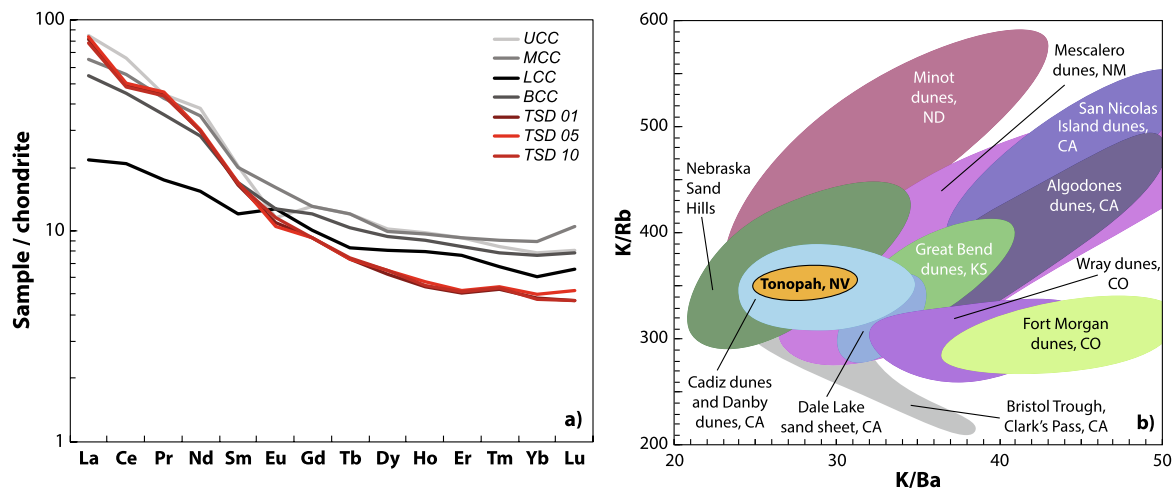 100
10
1
Sample / chondrite
UCC
MCC
LCC
BCC
TSD 01
TSD 05
TSD 10
a)
La Ce Pr Nd Sm Eu Gd Tb Dy Ho Er Tm Yb Lu
600
500
400
300
200
K/Rb
20 30 40 50
K/Ba
Minot
dunes,
ND
Mescalero
dunes, NM
San Nicolas
Island dunes,
CA
Nebraska
Sand
Hills
Algodones
dunes, CA
Great Bend
dunes, KS
Tonopah, NV
Wray dunes,
CO
Fort Morgan
dunes, CO
Cadiz dunes
and Danby
dunes, CA
Dale Lake
sand sheet, CA
Bristol Trough,
Clark's Pass, CA
b)